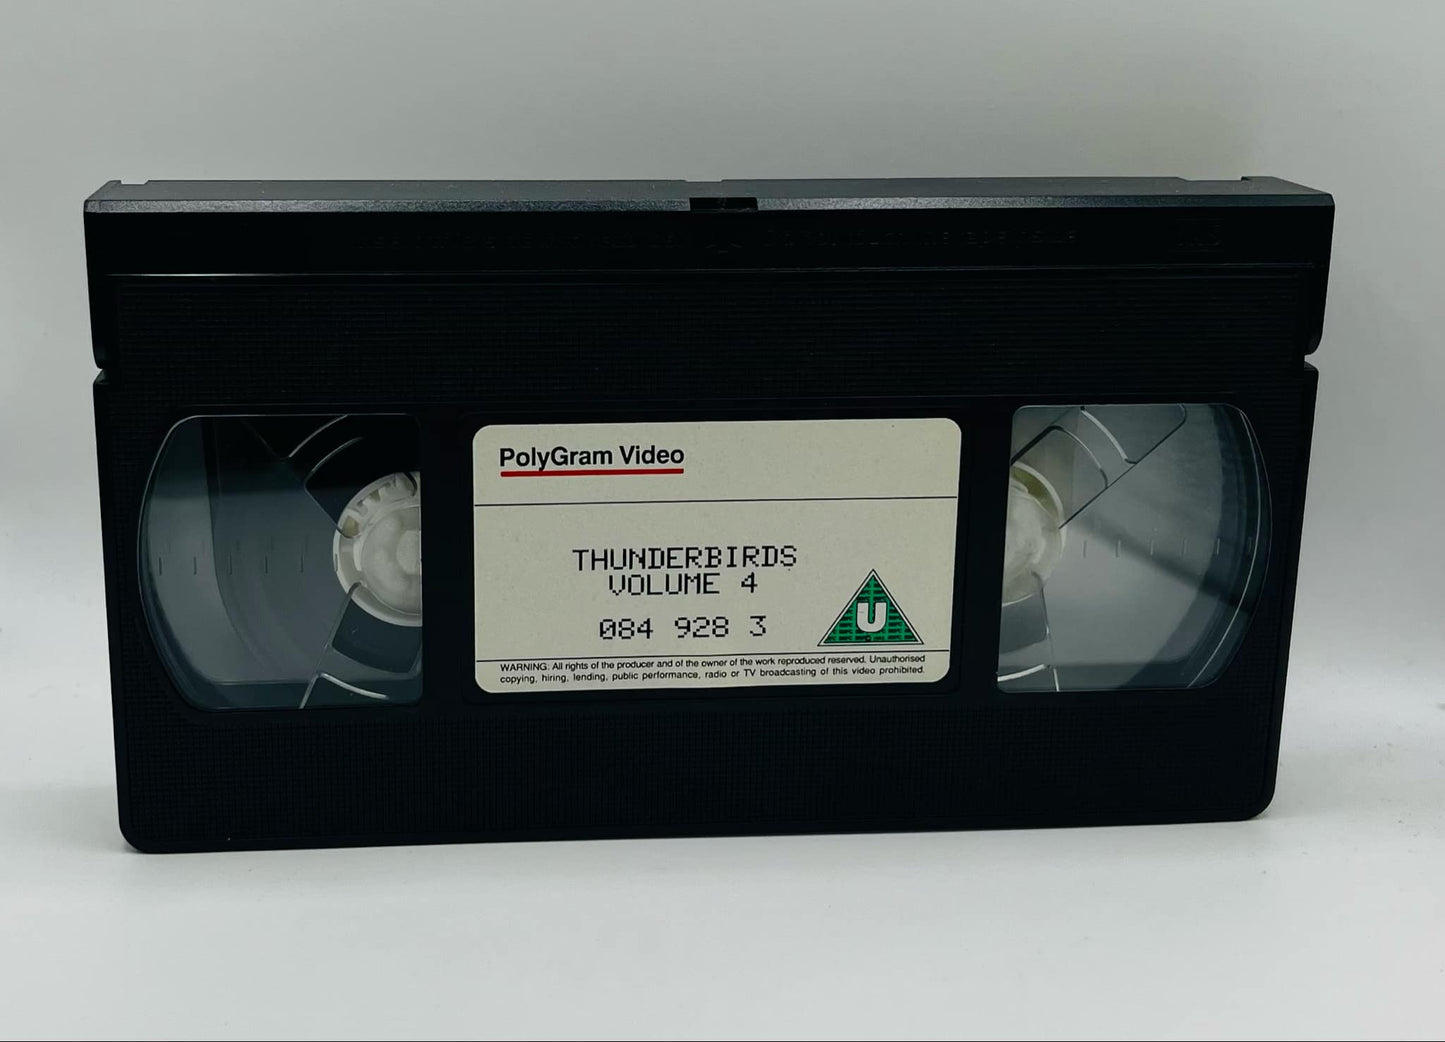 PolyGram Video
THUNDERBIRDS
VOLUME 4
084 928 3
U
WARNING: All rights of the producer and of the owner of the work reproduced reserved. Unauthorised
copying, hiring, lending, public performance, radio or TV broadcasting of this video prohibited.